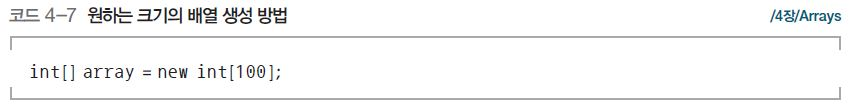 코드 4-7 원하는 크기의 배열 생성 방법 /4장/Arrays
int[] array = new int[100];